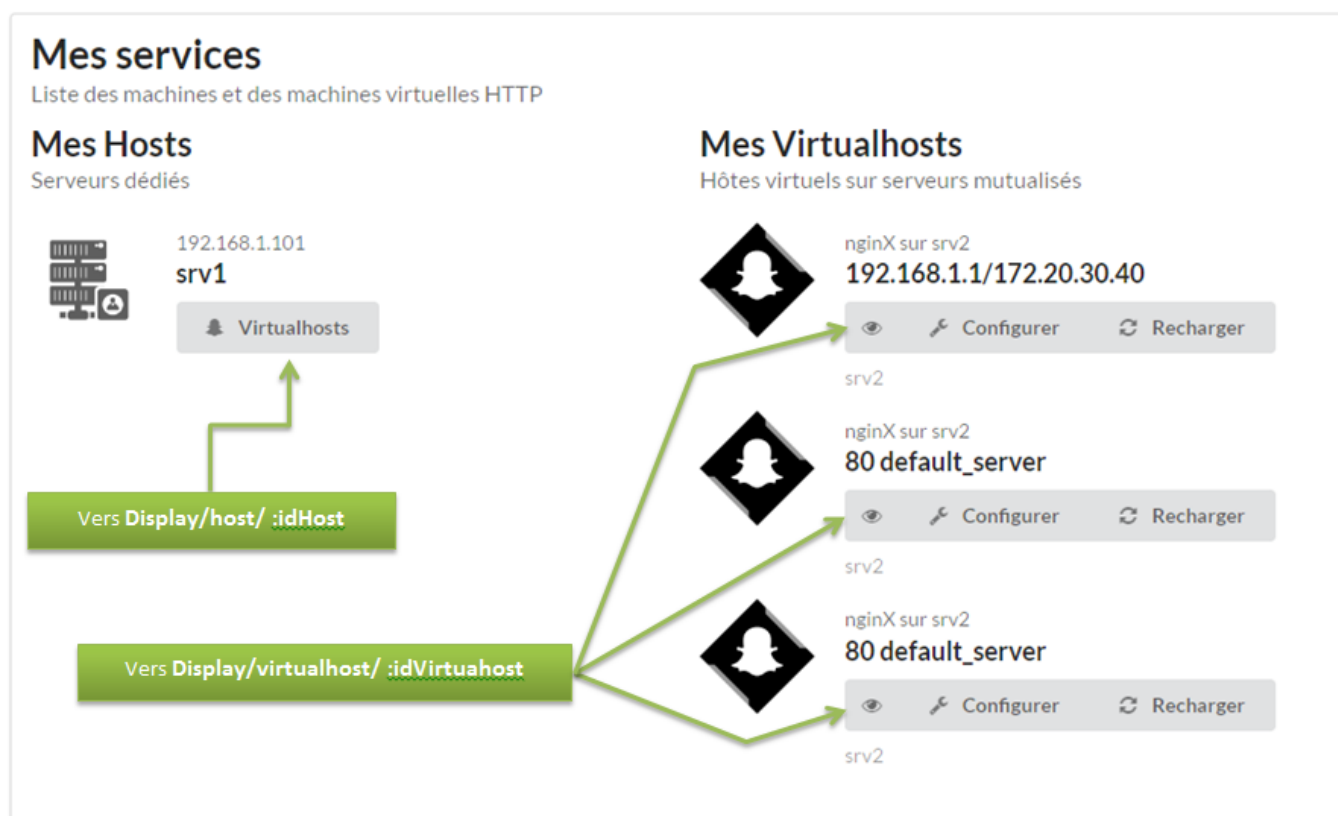 Mes services
Liste des machines et des machines virtuelles HTTP
Mes Hosts
Serveurs dédiés
192.168.1.101
srv1
Virtualhosts
Vers Display/host/ :idHost
Vers Display/virtualhost/ :idVirtuahost
Mes Virtualhosts
Hôtes virtuels sur serveurs mutualisés
nginX sur srv2
192.168.1.1/172.20.30.40
Configurer Recharger
srv2
nginX sur srv2
80 default_server
Configurer Recharger
srv2
nginX sur srv2
80 default_server
Configurer Recharger
srv2